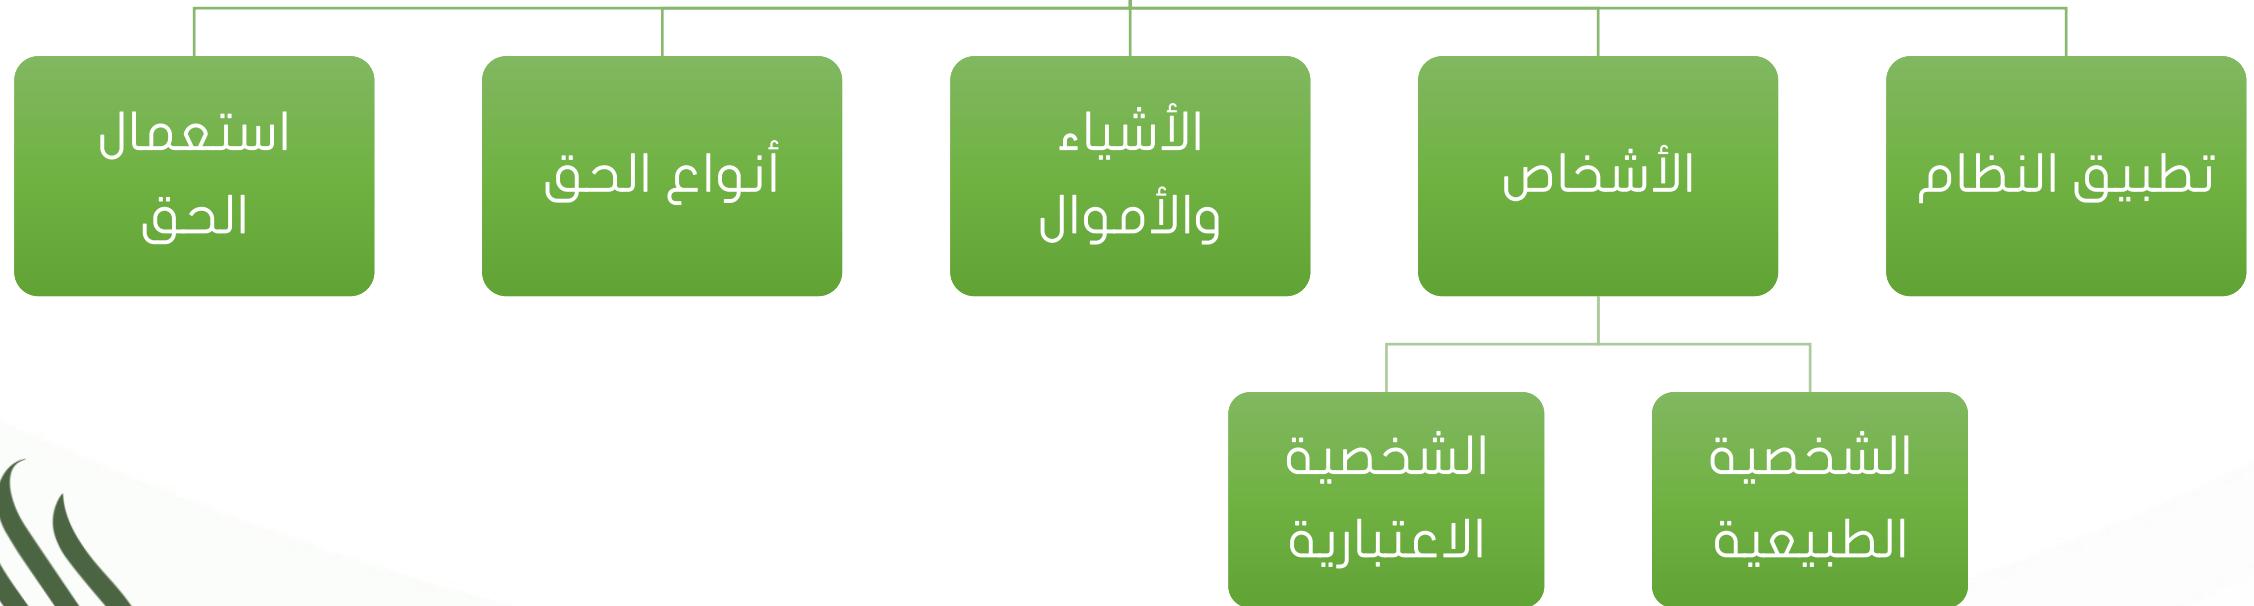 تطبيق النظام
الأشخاص
الأشياء
والأموال
أنواع الحق
استعمال
الحق
الشخصية
الطبيعية
الشخصية
الاعتبارية